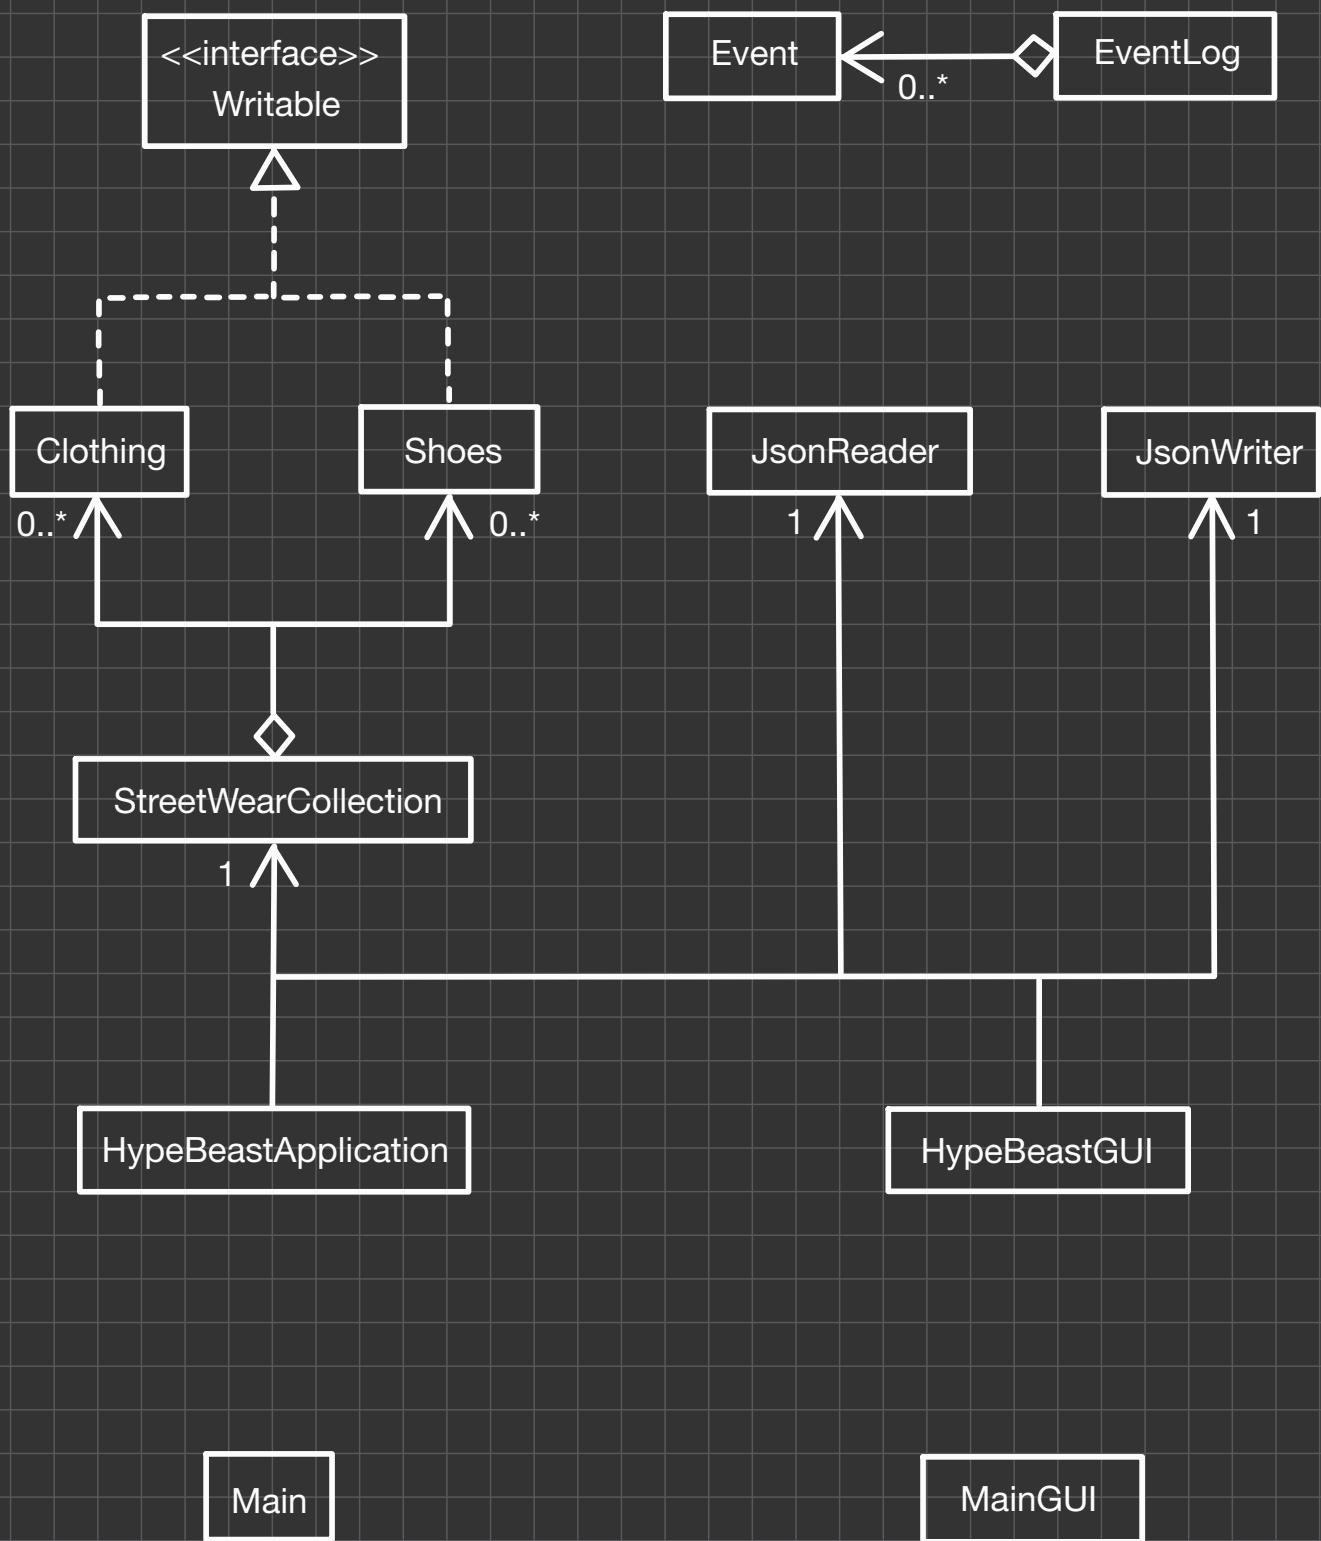 <<interface>>
Writable
Event
EventLog
0..*
Clothing
Shoes
JsonReader
JsonWriter
0..*
0..*
1
1
StreetWearCollection
1
HypeBeastApplication
HypeBeastGUI
Main
MainGUI